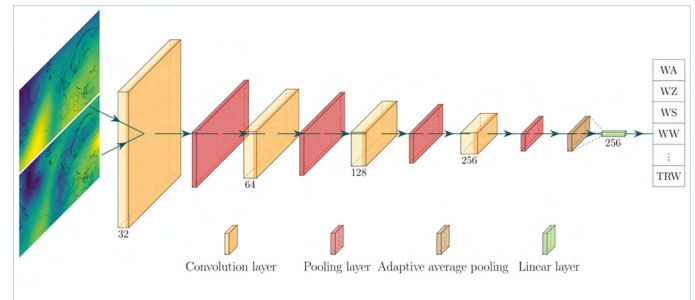 WA
WZ
WS
WW
⋮
TRW
32
64
128
256
256
Convolution layer
Pooling layer
Adaptive average pooling
Linear layer